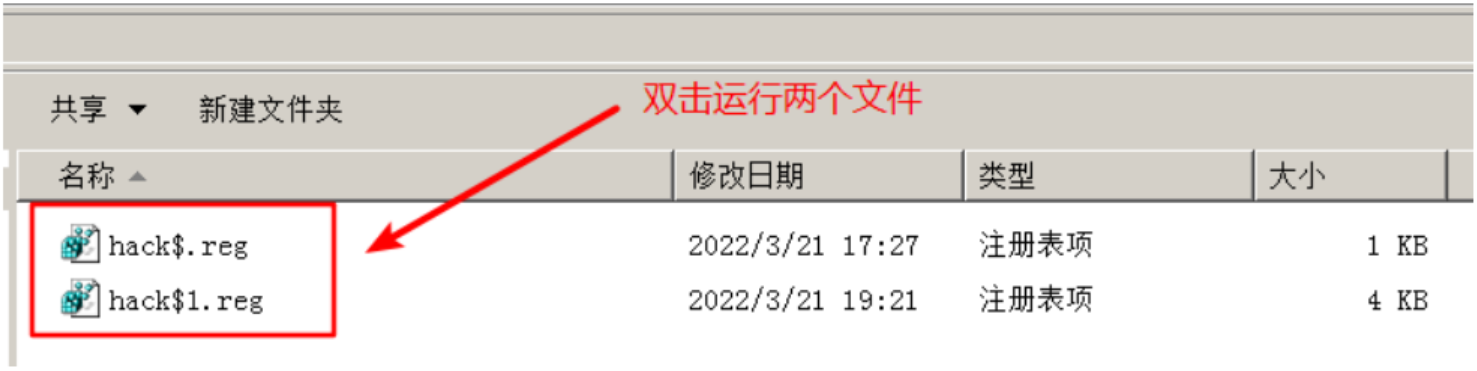 双击运行两个文件
共享 新建文件夹
名称 修改日期 类型 大小
hack$.reg 2022/3/21 17:27 注册表项 1 KB
hack$1.reg 2022/3/21 19:21 注册表项 4 KB